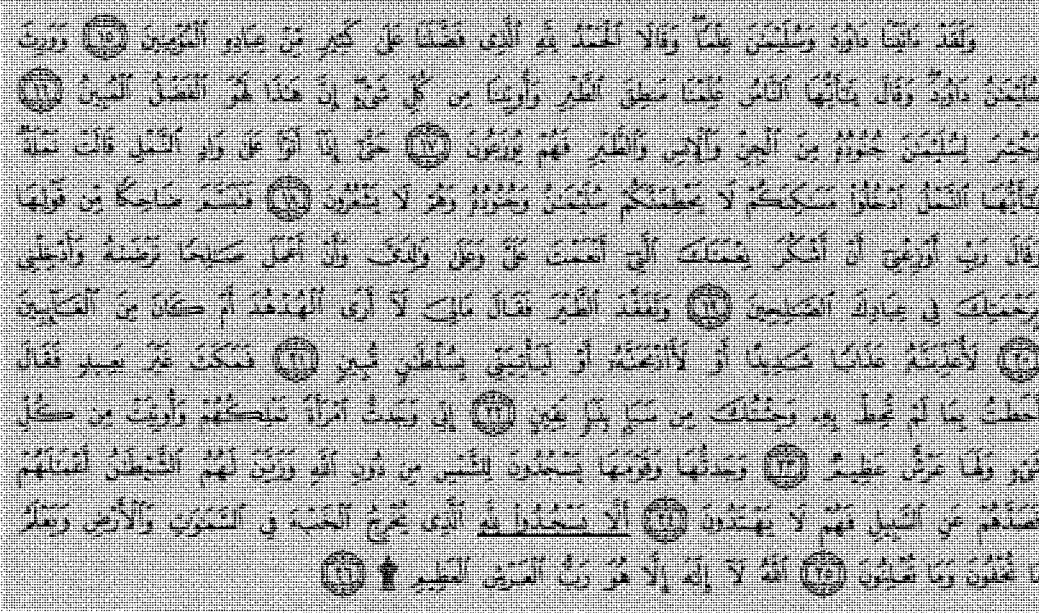 وَلَقَدْ ءَاتَيْنَا دَاوُۥدَ وَسُلَيْمَٰنَ عِلْمًا ۖ وَقَالَا ٱلْحَمْدُ لِلَّهِ ٱلَّذِى فَضَّلَنَا عَلَىٰ كَثِيرٍ مِّنْ عِبَادِهِ ٱلْمُؤْمِنِينَ ١٥ وَوَرِثَ
سُلَيْمَٰنُ دَاوُۥدَ ۖ وَقَالَ يَٰٓأَيُّهَا ٱلنَّاسُ عُلِّمْنَا مَنطِقَ ٱلطَّيْرِ وَأُوتِينَا مِن كُلِّ شَىْءٍ ۖ إِنَّ هَٰذَا لَهُوَ ٱلْفَضْلُ ٱلْمُبِينُ ١٦
وَحُشِرَ لِسُلَيْمَٰنَ جُنُودُهُۥ مِنَ ٱلْجِنِّ وَٱلْإِنسِ وَٱلطَّيْرِ فَهُمْ يُوزَعُونَ ١٧ حَتَّىٰٓ إِذَآ أَتَوْا۟ عَلَىٰ وَادِ ٱلنَّمْلِ قَالَتْ نَمْلَةٌ
يَٰٓأَيُّهَا ٱلنَّمْلُ ٱدْخُلُوا۟ مَسَٰكِنَكُمْ لَا يَحْطِمَنَّكُمْ سُلَيْمَٰنُ وَجُنُودُهُۥ وَهُمْ لَا يَشْعُرُونَ ١٨ فَتَبَسَّمَ ضَاحِكًا مِّن قَوْلِهَا
وَقَالَ رَبِّ أَوْزِعْنِىٓ أَنْ أَشْكُرَ نِعْمَتَكَ ٱلَّتِىٓ أَنْعَمْتَ عَلَىَّ وَعَلَىٰ وَٰلِدَىَّ وَأَنْ أَعْمَلَ صَٰلِحًا تَرْضَىٰهُ وَأَدْخِلْنِى
بِرَحْمَتِكَ فِى عِبَادِكَ ٱلصَّٰلِحِينَ ١٩ وَتَفَقَّدَ ٱلطَّيْرَ فَقَالَ مَالِىَ لَآ أَرَى ٱلْهُدْهُدَ أَمْ كَانَ مِنَ ٱلْغَآئِبِينَ
٢٠ لَأُعَذِّبَنَّهُۥ عَذَابًا شَدِيدًا أَوْ لَأَا۟ذْبَحَنَّهُۥٓ أَوْ لَيَأْتِيَنِّى بِسُلْطَٰنٍ مُّبِينٍ ٢١ فَمَكَثَ غَيْرَ بَعِيدٍ فَقَالَ
أَحَطتُ بِمَا لَمْ تُحِطْ بِهِۦ وَجِئْتُكَ مِن سَبَإٍۭ بِنَبَإٍ يَقِينٍ ٢٢ إِنِّى وَجَدتُّ ٱمْرَأَةً تَمْلِكُهُمْ وَأُوتِيَتْ مِن كُلِّ
شَىْءٍ وَلَهَا عَرْشٌ عَظِيمٌ ٢٣ وَجَدتُّهَا وَقَوْمَهَا يَسْجُدُونَ لِلشَّمْسِ مِن دُونِ ٱللَّهِ وَزَيَّنَ لَهُمُ ٱلشَّيْطَٰنُ أَعْمَٰلَهُمْ
فَصَدَّهُمْ عَنِ ٱلسَّبِيلِ فَهُمْ لَا يَهْتَدُونَ ٢٤ أَلَّا يَسْجُدُوا۟ لِلَّهِ ٱلَّذِى يُخْرِجُ ٱلْخَبْءَ فِى ٱلسَّمَٰوَٰتِ وَٱلْأَرْضِ وَيَعْلَمُ
مَا تُخْفُونَ وَمَا تُعْلِنُونَ ٢٥ ٱللَّهُ لَآ إِلَٰهَ إِلَّا هُوَ رَبُّ ٱلْعَرْشِ ٱلْعَظِيمِ ۩ ٢٦